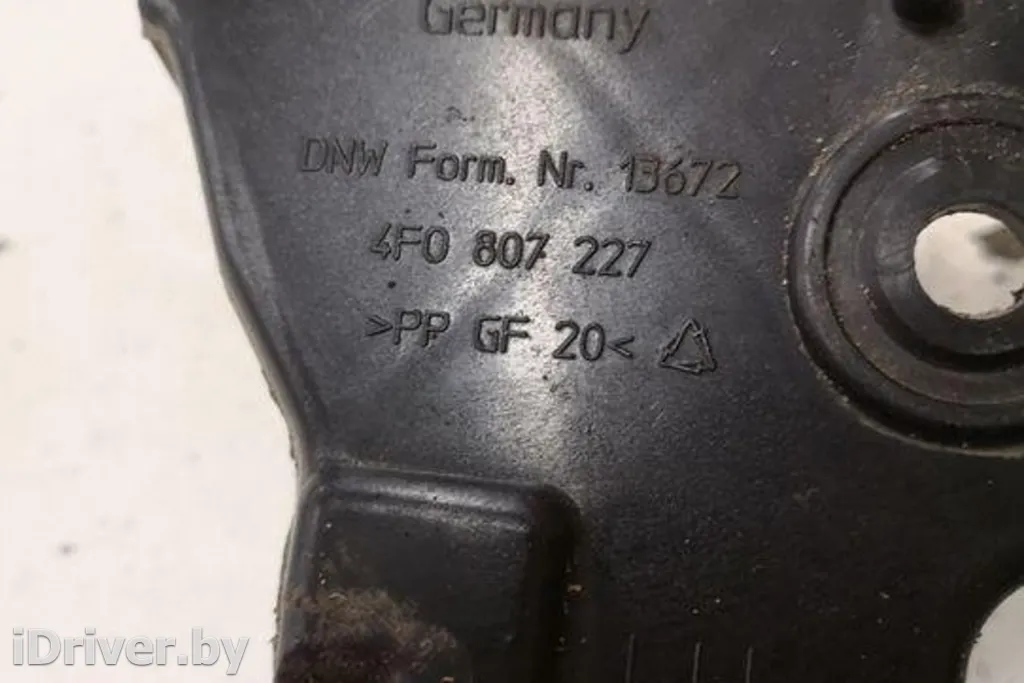 Germany
DNW Form. Nr. 13672
4F0 807 227
>PP GF 20<
iDriver.by